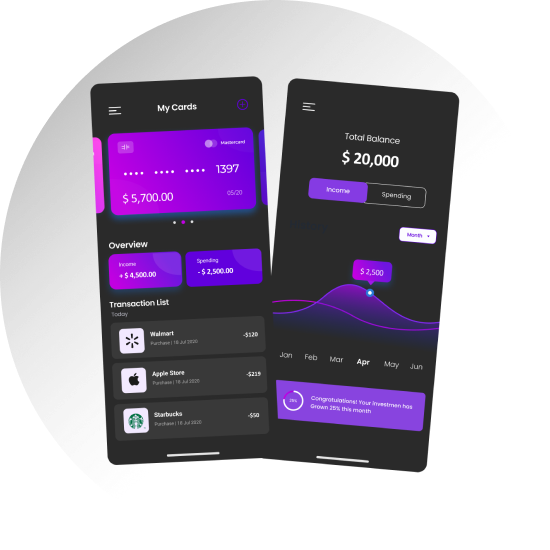 My Cards
Mastercard
•••• •••• •••• 1397
$ 5,700.00
05/20
Overview
Income
+ $ 4,500.00
Spending
- $ 2,500.00
Transaction List
Today
Walmart
Purchase | 18 Jul 2020
-$120
Apple Store
Purchase | 18 Jul 2020
-$219
Starbucks
Purchase | 18 Jul 2020
-$50
Total Balance
$ 20,000
Income
Spending
Month
$ 2,500
Jan Feb Mar Apr May Jun
25%
Congratulations! Your investmen has
Grown 25% this month